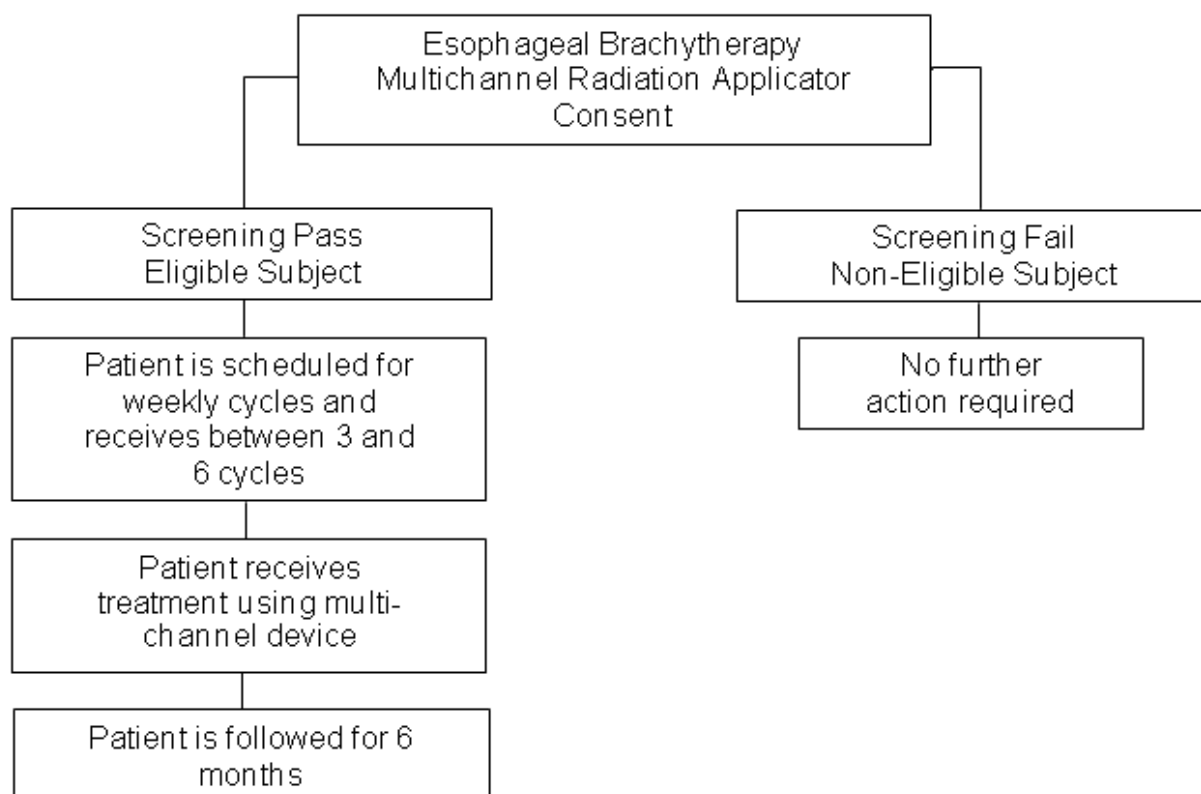 Esophageal Brachytherapy
Multichannel Radiation Applicator
Consent
Screening Pass
Eligible Subject
Screening Fail
Non-Eligible Subject
Patient is scheduled for
weekly cycles and
receives between 3 and
6 cycles
No further
action required
Patient receives
treatment using multi-
channel device
Patient is followed for 6
months